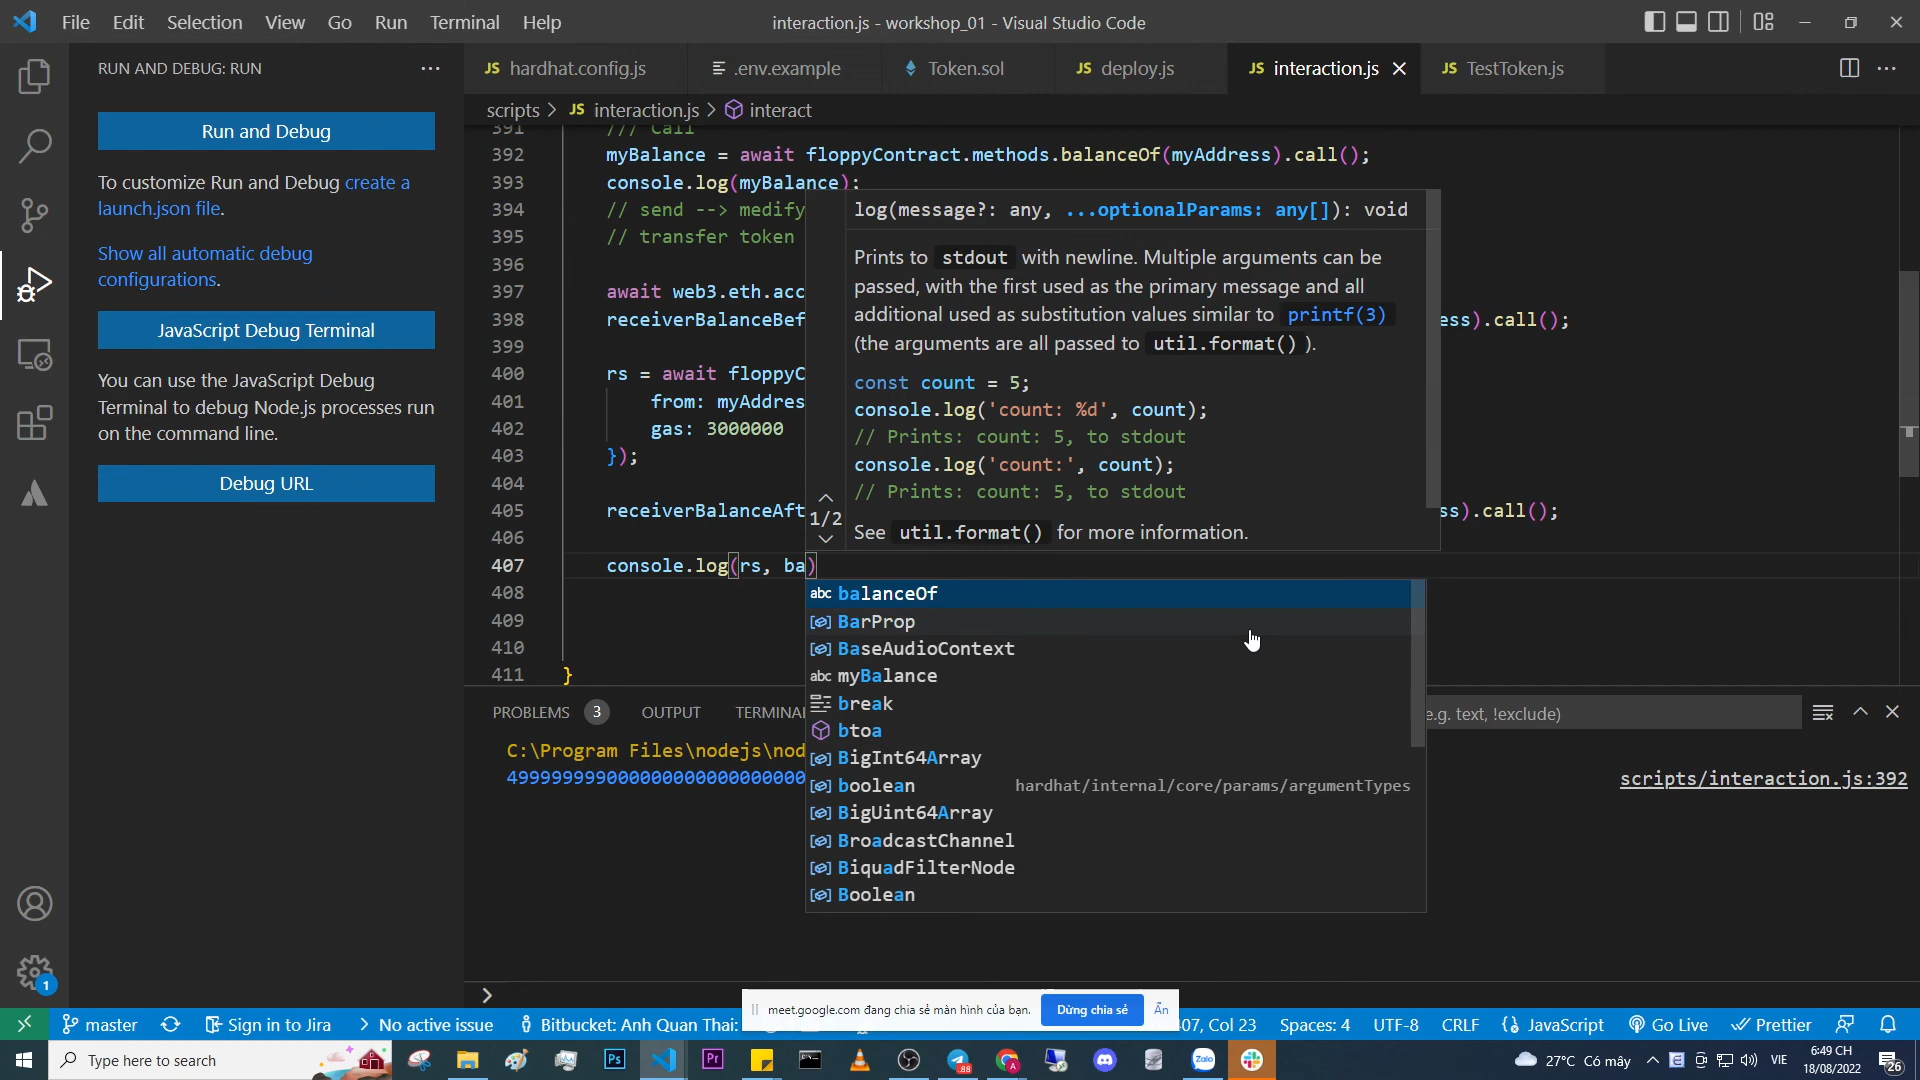 File Edit Selection View Go Run Terminal Help
interaction.js - workshop_01 - Visual Studio Code
RUN AND DEBUG: RUN
Run and Debug
To customize Run and Debug create a
launch.json file.
Show all automatic debug
configurations.
JavaScript Debug Terminal
You can use the JavaScript Debug
Terminal to debug Node.js processes run
on the command line.
Debug URL
1
JS hardhat.config.js
.env.example
Token.sol
JS deploy.js
JS interaction.js
JS TestToken.js
scripts > JS interaction.js > interact
391 /// Call
392 myBalance = await floppyContract.methods.balanceOf(myAddress).call();
393 console.log(myBalance);
394 // send --> medify
395 // transfer token
396
397 await web3.eth.acc
398 receiverBalanceBef ess).call();
399
400 rs = await floppyC
401 from: myAddres
402 gas: 3000000
403 });
404
405 receiverBalanceAft ss).call();
406
407 console.log(rs, ba)
408
409
410
411 }
log(message?: any, ...optionalParams: any[]): void
Prints to stdout with newline. Multiple arguments can be
passed, with the first used as the primary message and all
additional used as substitution values similar to printf(3)
(the arguments are all passed to util.format() ).
const count = 5;
console.log('count: %d', count);
// Prints: count: 5, to stdout
console.log('count:', count);
// Prints: count: 5, to stdout
1/2
See util.format() for more information.
abc balanceOf
BarProp
BaseAudioContext
abc myBalance
break
btoa
BigInt64Array
boolean hardhat/internal/core/params/argumentTypes
BigUint64Array
BroadcastChannel
BiquadFilterNode
Boolean
PROBLEMS 3 OUTPUT TERMINA
e.g. text, !exclude)
C:\Program Files\nodejs\nod
scripts/interaction.js:392
>
meet.google.com đang chia sẻ màn hình của bạn. Dừng chia sẻ Ẩn
master Sign in to Jira > No active issue Bitbucket: Anh Quan Thai: 07, Col 23 Spaces: 4 UTF-8 CRLF JavaScript Go Live Prettier
Type here to search
Ps
Pr
88
A
Zalo
27°C Có mây
VIE
6:49 CH
18/08/2022
26